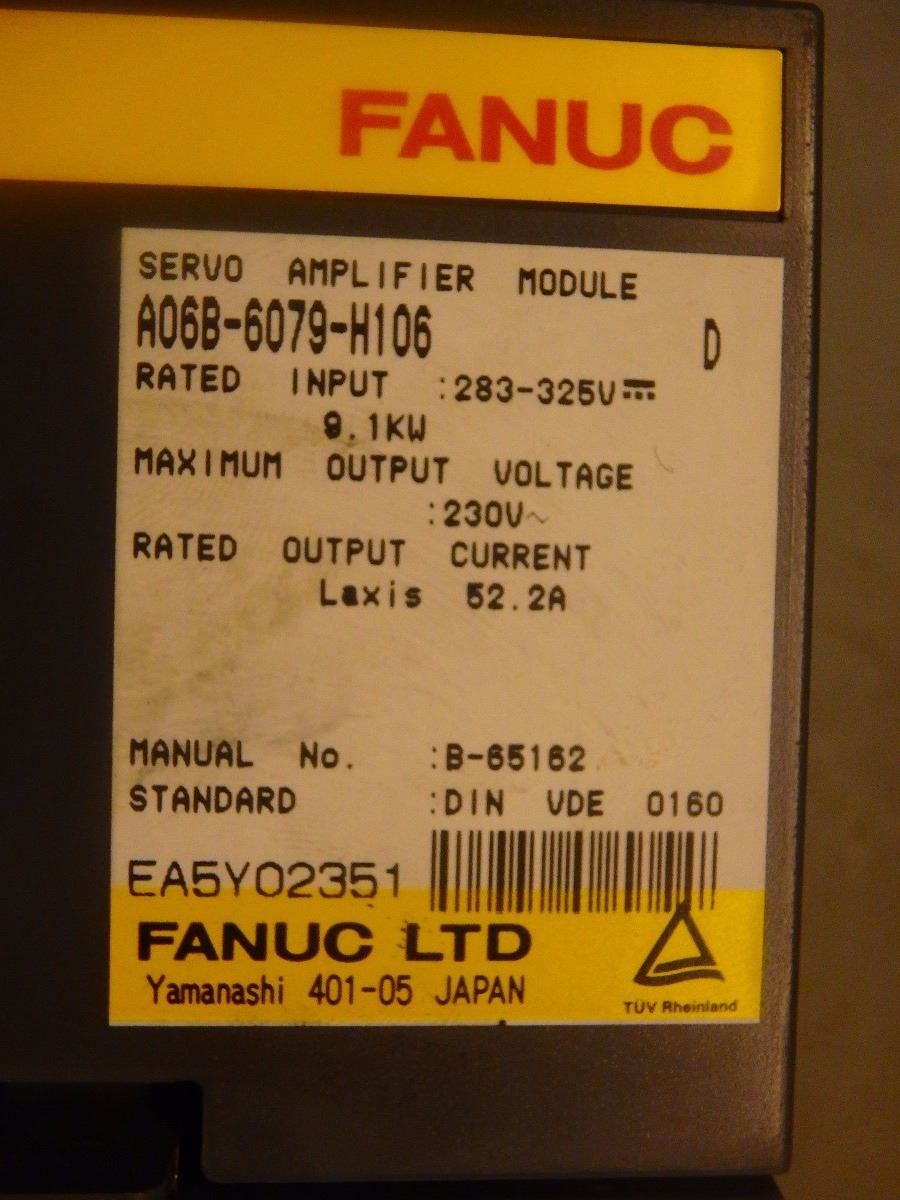 FANUC
SERVO AMPLIFIER MODULE
A06B-6079-H106 D
RATED INPUT :283-325V⎓
9.1KW
MAXIMUM OUTPUT VOLTAGE
:230V~
RATED OUTPUT CURRENT
Laxis 52.2A
MANUAL No. :B-65162
STANDARD :DIN VDE 0160
EA5Y02351
FANUC LTD
Yamanashi 401-05 JAPAN
TÜV Rheinland